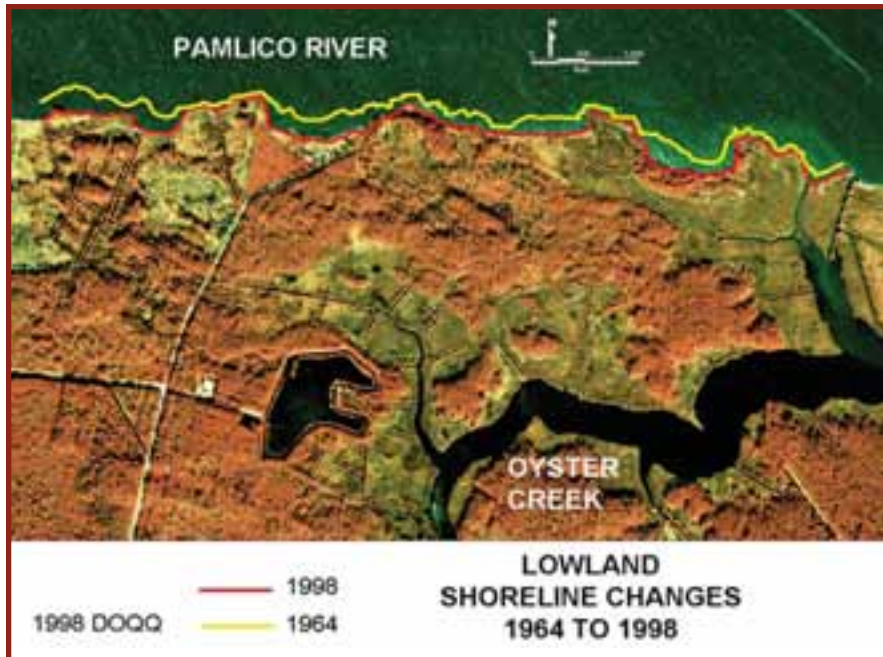 PAMLICO RIVER
OYSTER
CREEK
1998
1998 DOQQ
1964
LOWLAND
SHORELINE CHANGES
1964 TO 1998